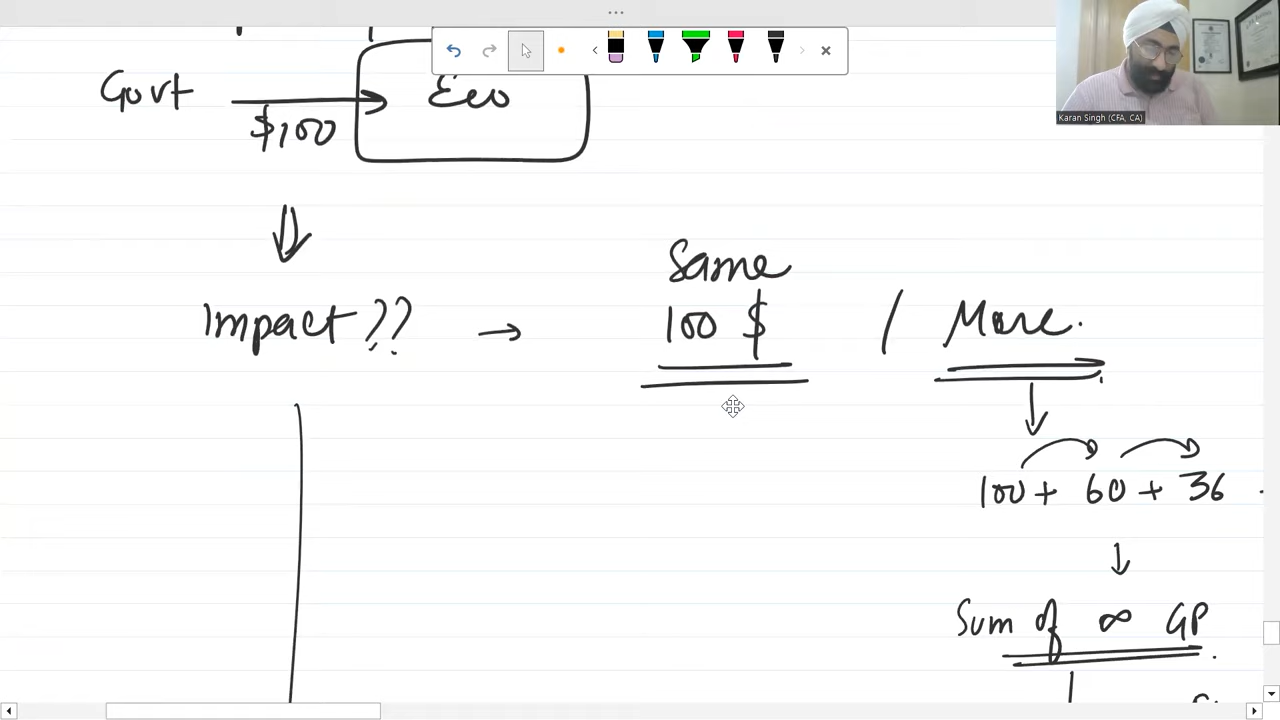 Karan Singh (CFA, CA)
Govt
$100
Eco
Impact??
→
Same
100 $
/ More.
100 + 60 + 36
Sum of ∞ GP